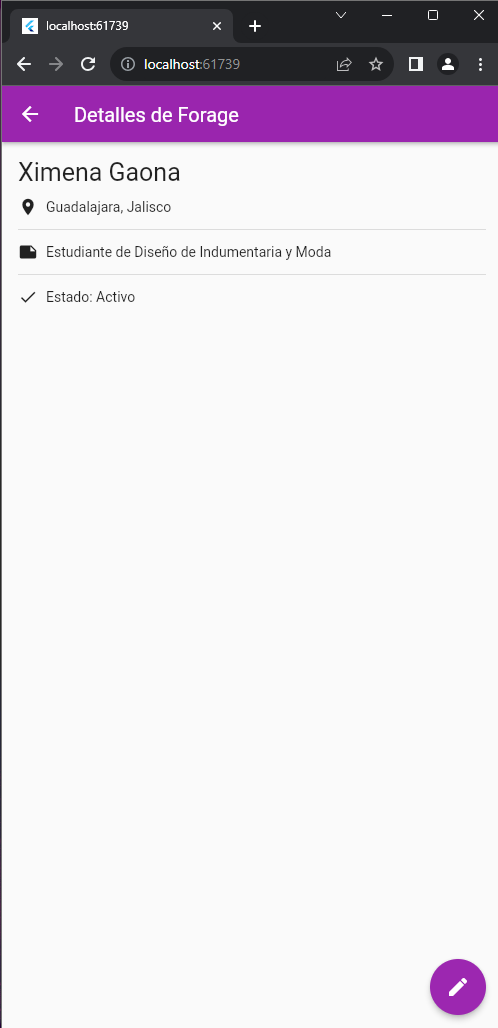 localhost:61739
localhost:61739
Detalles de Forage
Ximena Gaona
Guadalajara, Jalisco
Estudiante de Diseño de Indumentaria y Moda
Estado: Activo